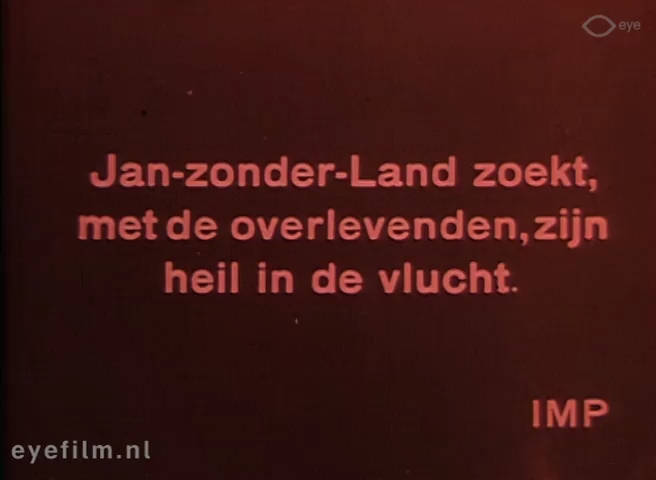 eye
Jan-zonder-Land zoekt,
met de overlevenden, zijn
heil in de vlucht.
IMP
eyefilm.nl